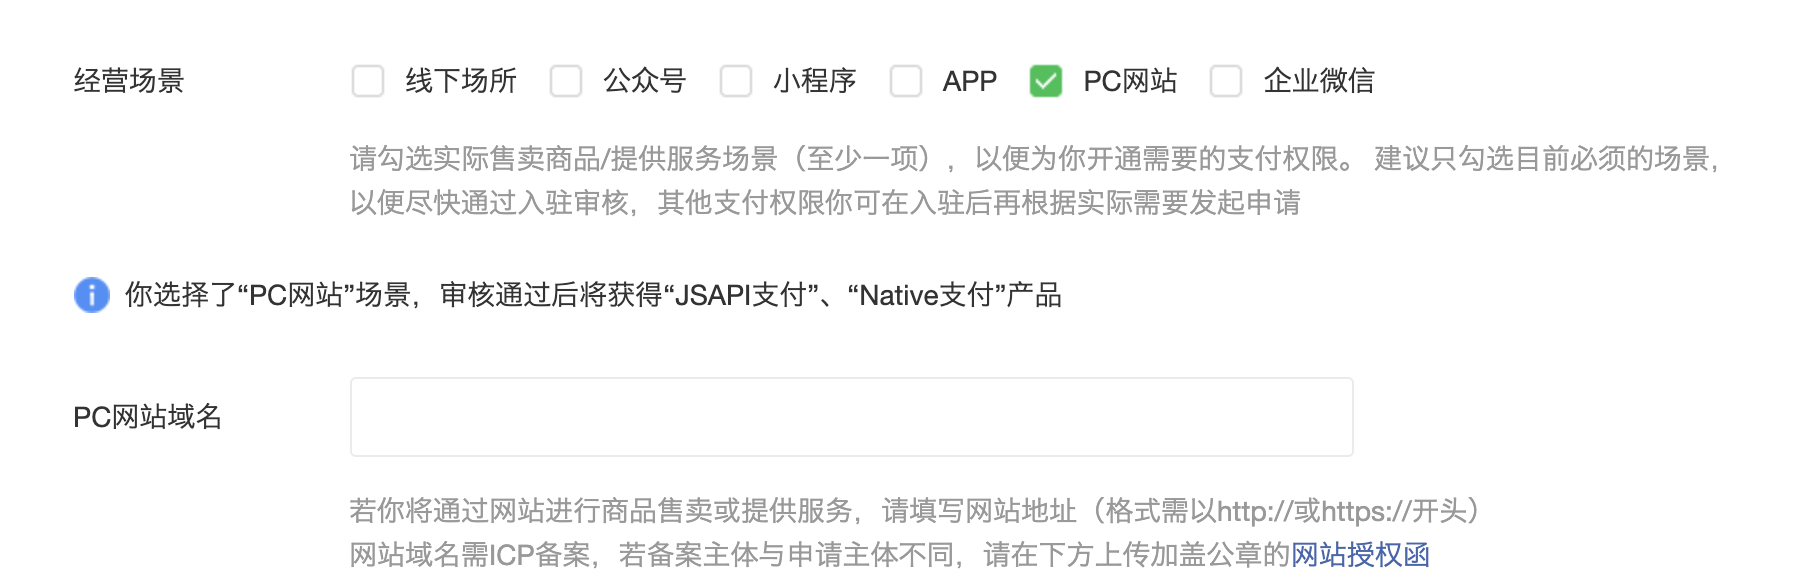 经营场景 线下场所 公众号 小程序 APP PC网站 企业微信
请勾选实际售卖商品/提供服务场景（至少一项），以便为你开通需要的支付权限。 建议只勾选目前必须的场景，
以便尽快通过入驻审核，其他支付权限你可在入驻后再根据实际需要发起申请
你选择了“PC网站”场景，审核通过后将获得“JSAPI支付”、“Native支付”产品
PC网站域名
若你将通过网站进行商品售卖或提供服务，请填写网站地址（格式需以http://或https://开头）
网站域名需ICP备案，若备案主体与申请主体不同，请在下方上传加盖公章的网站授权函